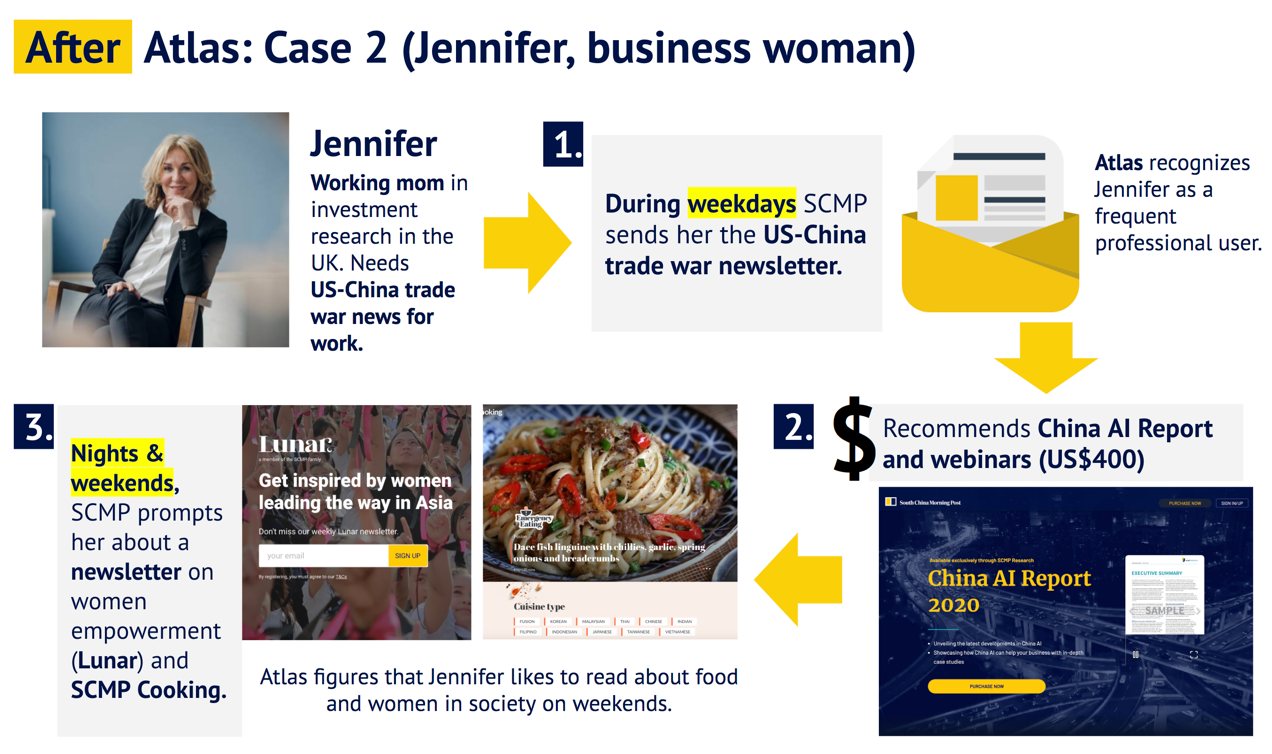 After Atlas: Case 2 (Jennifer, business woman)
Jennifer
Working mom in
investment
research in the
UK. Needs
US-China trade
war news for
work.
1.
During weekdays SCMP
sends her the US-China
trade war newsletter.
Atlas recognizes
Jennifer as a
frequent
professional user.
2.
$
Recommends China AI Report
and webinars (US$400)
South China Morning Post
PURCHASE NOW
SIGN IN/UP
Available exclusively through SCMP Research
China AI Report
2020
• Unveiling the latest developments in China AI
• Showcasing how China AI can help your business with in-depth
case studies
PURCHASE NOW
EXECUTIVE SUMMARY
SAMPLE
3.
Nights &
weekends,
SCMP prompts
her about a
newsletter on
women
empowerment
(Lunar) and
SCMP Cooking.
Lunar
a member of the SCMP family
Get inspired by women
leading the way in Asia
Don't miss our weekly Lunar newsletter.
your email
SIGN UP
By registering, you must agree to our T&Cs
ooking
Emergency
Eating
Dace fish linguine with chillies, garlic, spring
onions and breadcrumbs
Cuisine type
FUSION KOREAN MALAYNAN THAI CHINESE INDIAN
FILIPINO INDONESIAN JAPANESE TAIWANESE VIETNAMESE
Atlas figures that Jennifer likes to read about food
and women in society on weekends.